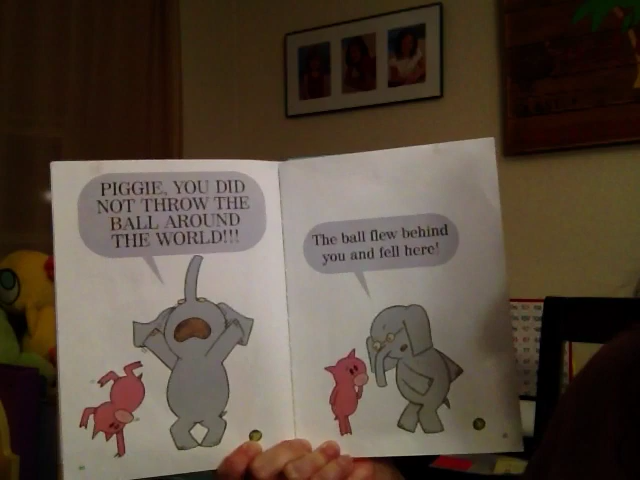 PIGGIE, YOU DID
NOT THROW THE
BALL AROUND
THE WORLD!!!
The ball flew behind
you and fell here!